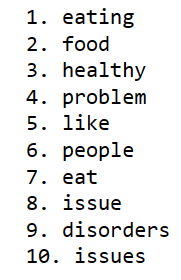 1. eating
2. food
3. healthy
4. problem
5. like
6. people
7. eat
8. issue
9. disorders
10. issues